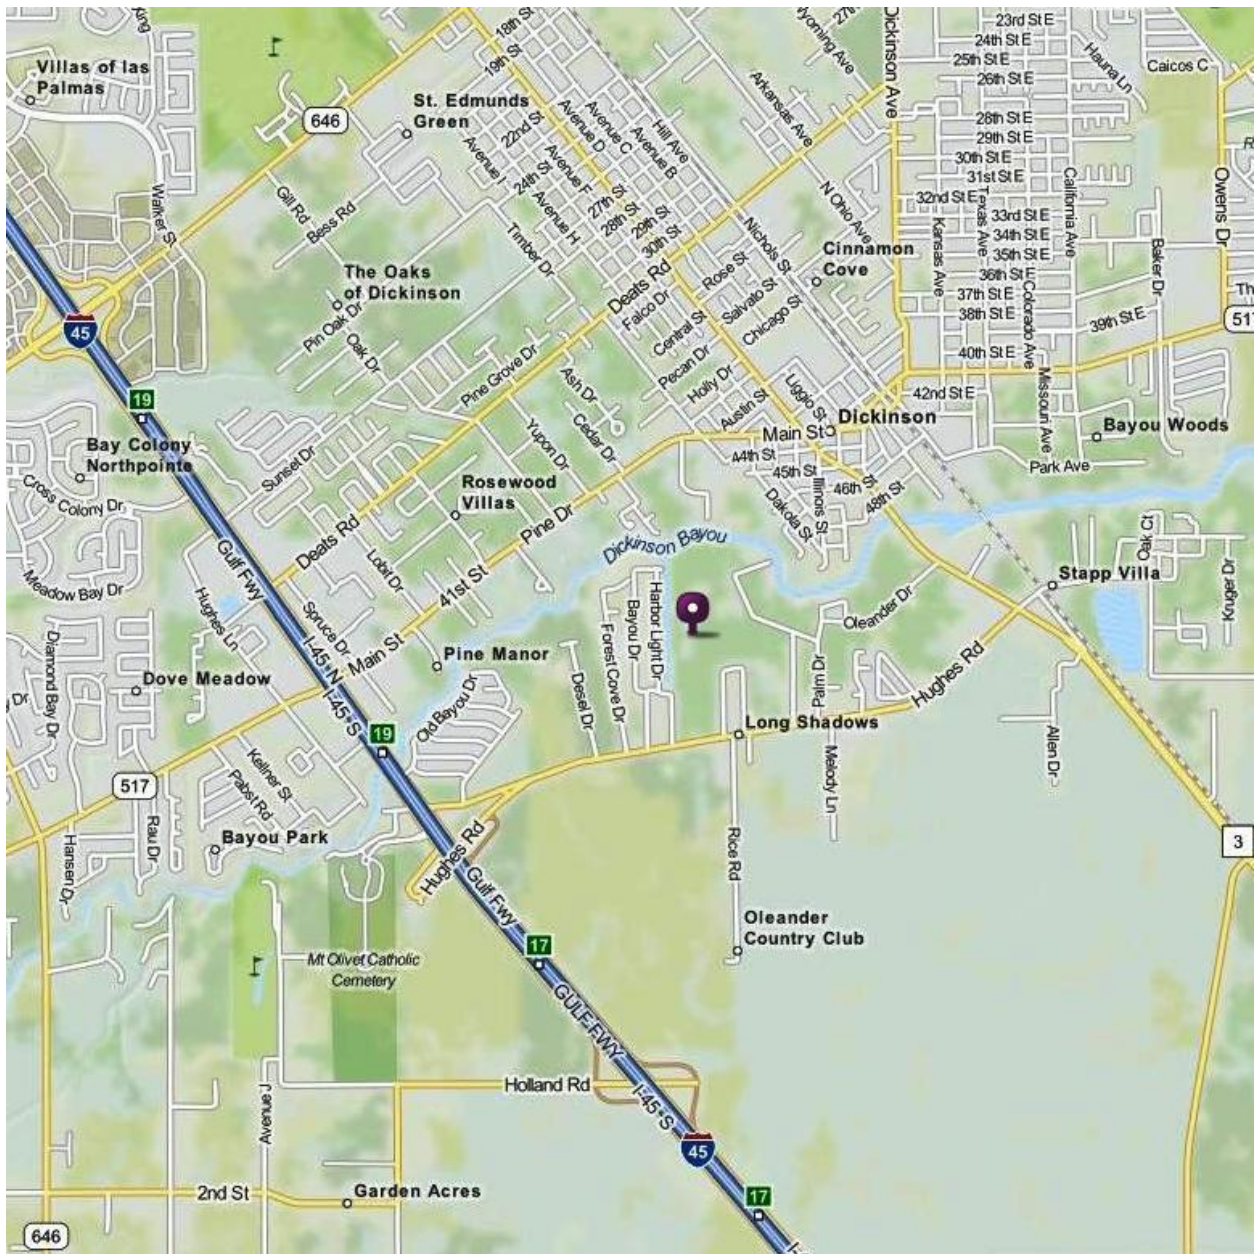 King
Villas of las
Palmas
646
St. Edmunds
Green
18th St
19th St
22nd St
24th St
Avenue I
Avenue H
Avenue F
Avenue D
Avenue C
Avenue B
Hill Ave
27th St
28th St
29th St
30th St
Arkansas Ave
Wyoming Ave
27th
Dickinson Ave
N Ohio Ave
Nichols St
23rd St E
24th St E
25th St E
26th St E
28th St E
29th St E
30th St E
31st St E
32nd St E
33rd St E
34th St E
35th St E
36th St E
37th St E
38th St E
39th St E
40th St E
42nd St E
Hauna Ln
Caicos C
R
Owens Dr
Th
517
Texas Ave
California Ave
Kansas Ave
Colorado Ave
Missouri Ave
Baker Dr
Walker St
Gill Rd
Bess Rd
Timber Dr
The Oaks
of Dickinson
Pin Oak Dr
Oak Dr
Deats Rd
Falco Dr
Rose St
Salvato St
Central St
Chicago St
Cinnamon
Cove
Pecan Dr
Holly Dr
Austin St
Liggio St
Pine Grove Dr
Ash Dr
Cedar Dr
Yupon Dr
45
19
Bay Colony
Northpointe
Cross Colony Dr
Meadow Bay Dr
Sunset Dr
Rosewood
Villas
Main St
Dickinson
Bayou Woods
Park Ave
44th St
45th St
46th St
48th St
Illinois St
Dakota St
Pine Dr
41st St
Deats Rd
Lobit Dr
Gulf Fwy
Hughes Ln
Spruce Dr
I-45 N
I-45 S
Main St
Dickinson Bayou
Harbor Light Dr
Bayou Dr
Forest Cove Dr
Desel Dr
Palm Dr
Oleander Dr
Stapp Villa
Oak Ct
Kruger Dr
Pine Manor
Old Bayou Dr
Dove Meadow
Diamond Bay Dr
y Dr
19
Long Shadows
Hughes Rd
Allen Dr
Melody Ln
517
Kellner St
Pabst Rd
Rau Dr
Bayou Park
Hansen Dr
Hughes Rd
Gulf Fwy
Rice Rd
3
Mt Olivet Catholic
Cemetery
17
Oleander
Country Club
GULF FWY
Holland Rd
I-45 S
45
Avenue J
2nd St
Garden Acres
17
646
I-4